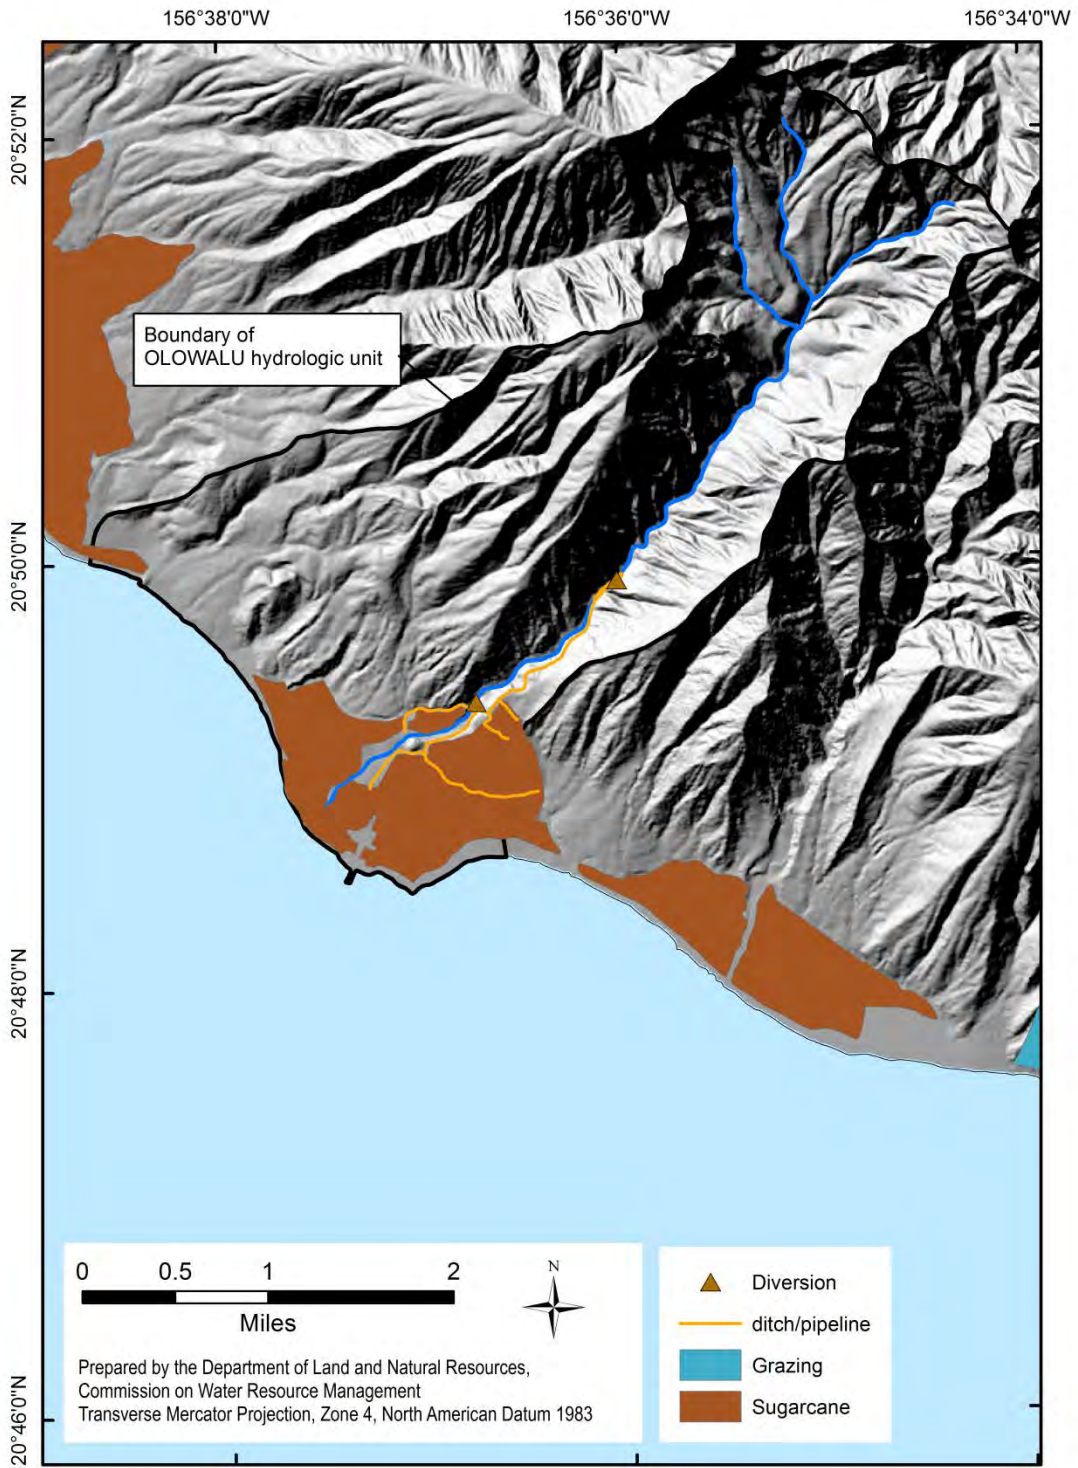 156°38'0"W
156°36'0"W
156°34'0"W
20°52'0"N
Boundary of
OLOWALU hydrologic unit
20°50'0"N
20°48'0"N
20°46'0"N
0 0.5 1 2
Miles
N
Prepared by the Department of Land and Natural Resources,
Commission on Water Resource Management
Transverse Mercator Projection, Zone 4, North American Datum 1983
Diversion
ditch/pipeline
Grazing
Sugarcane